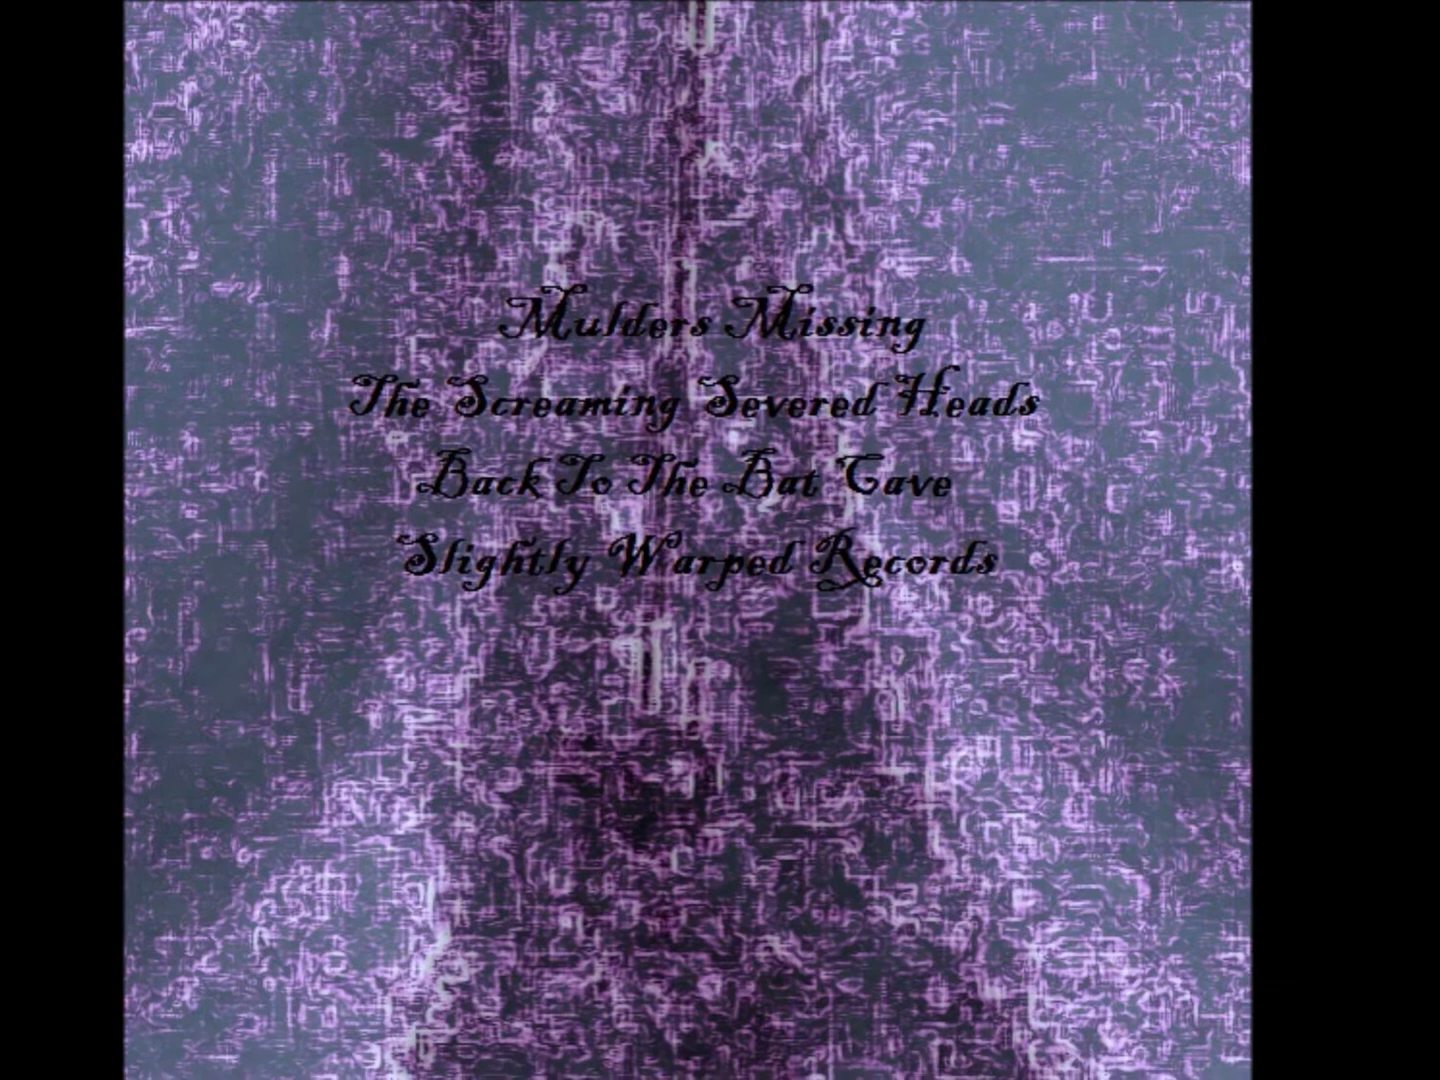 Mulders Missing
The Screaming Severed Heads
Back To The Bat Cave
Slightly Warped Records